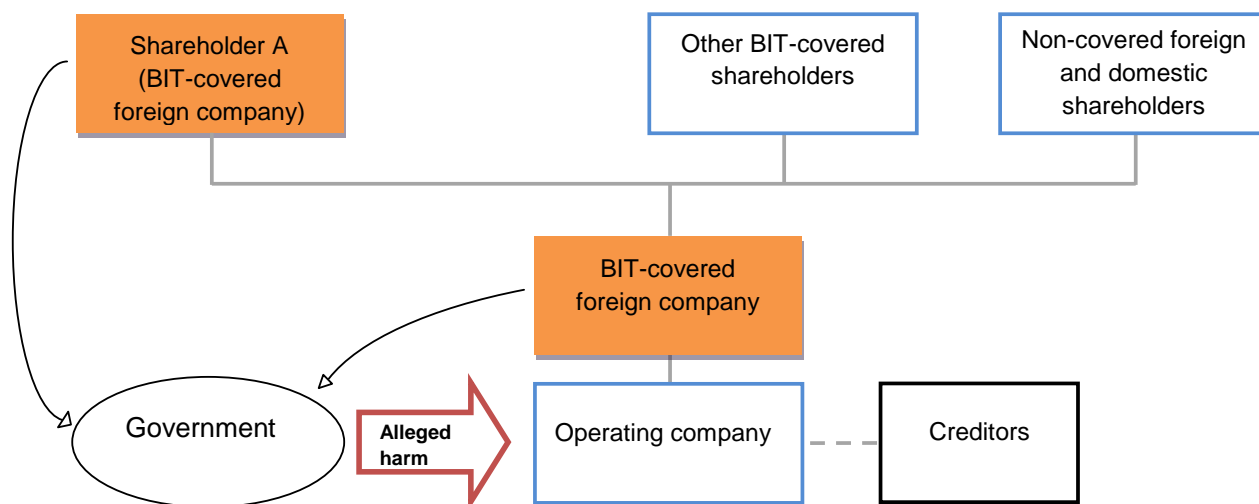 Shareholder A
(BIT-covered
foreign company)
Other BIT-covered
shareholders
Non-covered foreign
and domestic
shareholders
BIT-covered
foreign company
Government
Alleged
harm
Operating company
Creditors